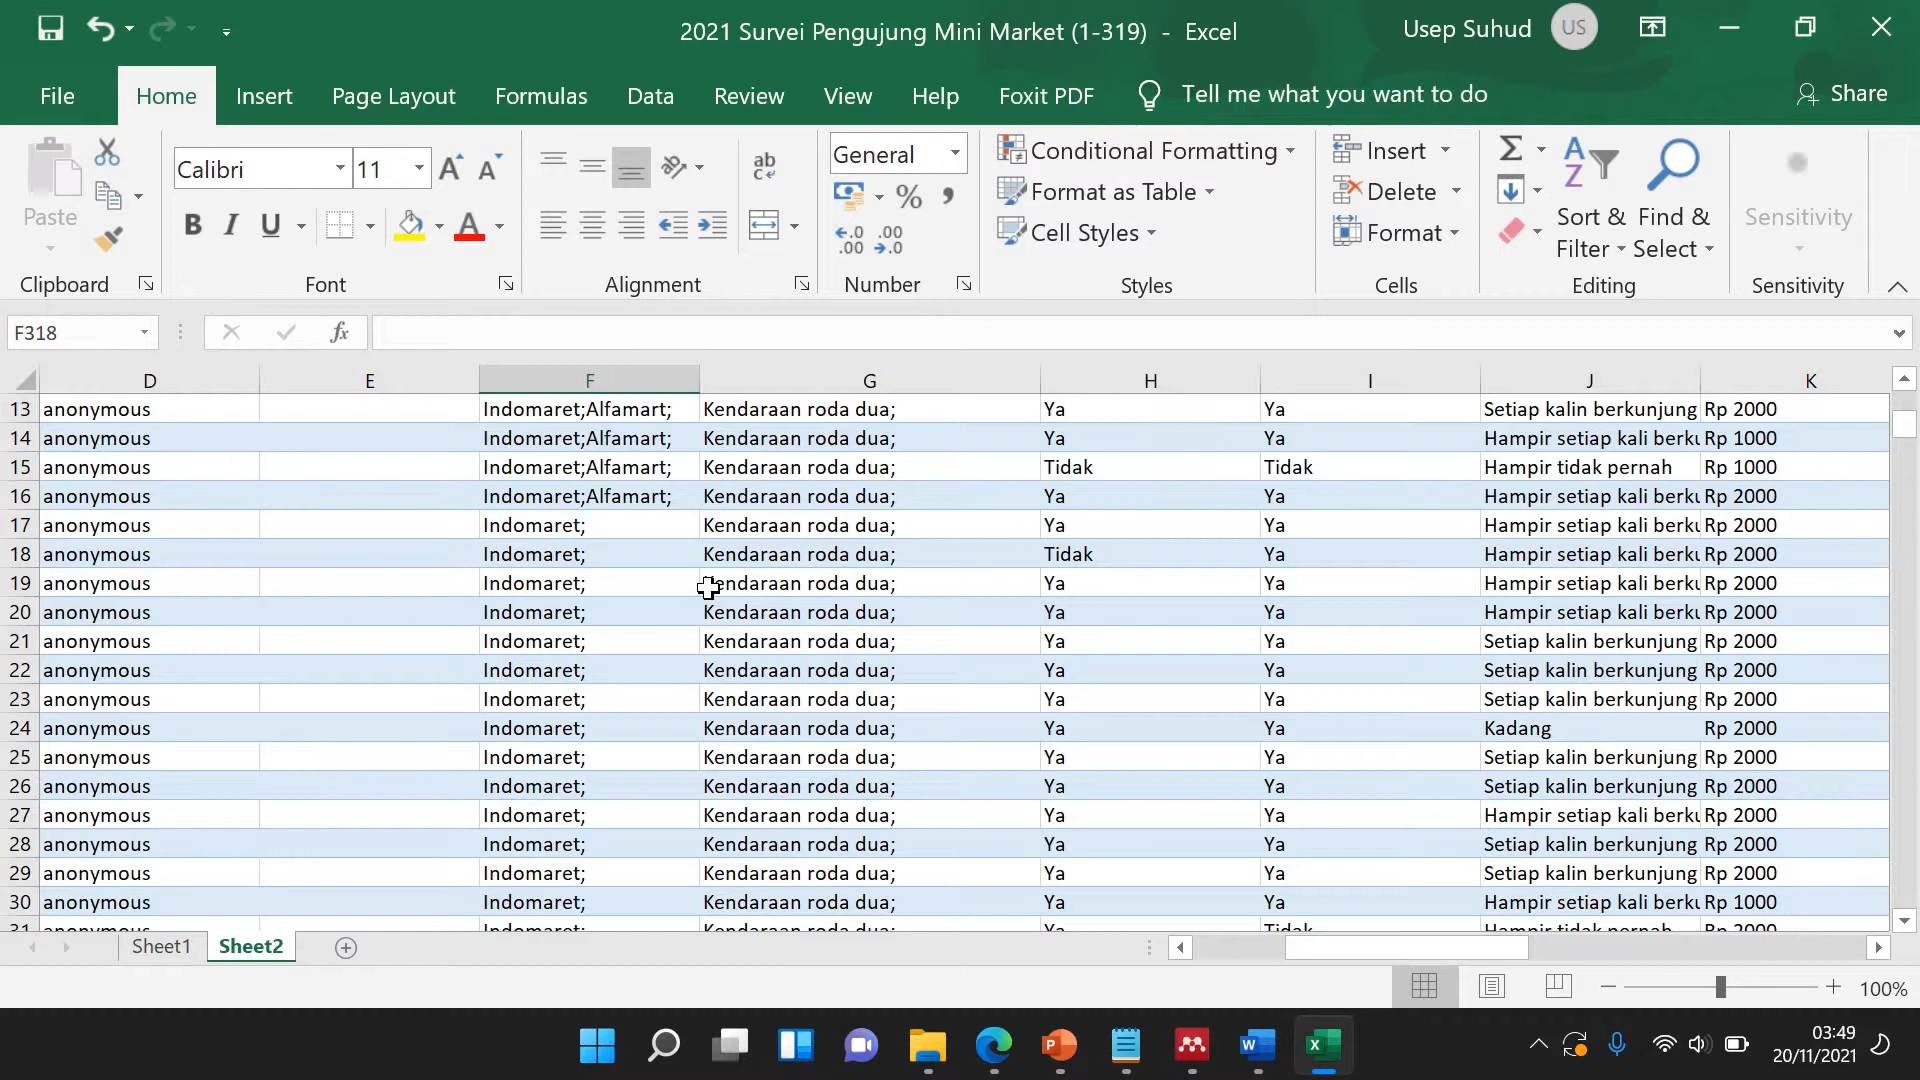 2021 Survei Pengujung Mini Market (1-319) - Excel
Usep Suhud
US
File Home Insert Page Layout Formulas Data Review View Help Foxit PDF Tell me what you want to do Share
Paste
Calibri 11
General
Conditional Formatting
Format as Table
Cell Styles
Insert
Delete
Format
Sort & Filter
Find & Select
Sensitivity
Clipboard Font Alignment Number Styles Cells Editing Sensitivity
F318 fx
D E F G H I J K
13 anonymous Indomaret;Alfamart; Kendaraan roda dua; Ya Ya Setiap kalin berkunjung Rp 2000
14 anonymous Indomaret;Alfamart; Kendaraan roda dua; Ya Ya Hampir setiap kali berku Rp 1000
15 anonymous Indomaret;Alfamart; Kendaraan roda dua; Tidak Tidak Hampir tidak pernah Rp 1000
16 anonymous Indomaret;Alfamart; Kendaraan roda dua; Ya Ya Hampir setiap kali berku Rp 2000
17 anonymous Indomaret; Kendaraan roda dua; Ya Ya Hampir setiap kali berku Rp 2000
18 anonymous Indomaret; Kendaraan roda dua; Tidak Ya Hampir setiap kali berku Rp 2000
19 anonymous Indomaret; Kendaraan roda dua; Ya Ya Hampir setiap kali berku Rp 2000
20 anonymous Indomaret; Kendaraan roda dua; Ya Ya Hampir setiap kali berku Rp 2000
21 anonymous Indomaret; Kendaraan roda dua; Ya Ya Setiap kalin berkunjung Rp 2000
22 anonymous Indomaret; Kendaraan roda dua; Ya Ya Setiap kalin berkunjung Rp 2000
23 anonymous Indomaret; Kendaraan roda dua; Ya Ya Setiap kalin berkunjung Rp 2000
24 anonymous Indomaret; Kendaraan roda dua; Ya Ya Kadang Rp 2000
25 anonymous Indomaret; Kendaraan roda dua; Ya Ya Setiap kalin berkunjung Rp 2000
26 anonymous Indomaret; Kendaraan roda dua; Ya Ya Setiap kalin berkunjung Rp 2000
27 anonymous Indomaret; Kendaraan roda dua; Ya Ya Hampir setiap kali berku Rp 2000
28 anonymous Indomaret; Kendaraan roda dua; Ya Ya Setiap kalin berkunjung Rp 2000
29 anonymous Indomaret; Kendaraan roda dua; Ya Ya Setiap kalin berkunjung Rp 2000
30 anonymous Indomaret; Kendaraan roda dua; Ya Ya Hampir setiap kali berku Rp 1000
31 anonymous Indomaret; Kendaraan roda dua; Ya Tidak Hampir tidak pernah Rp 2000
Sheet1 Sheet2
100%
03:49
20/11/2021